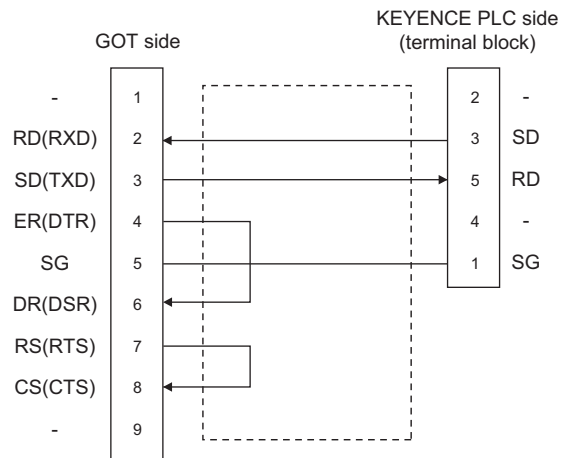 KEYENCE PLC side
GOT side (terminal block)
- 1 2 -
RD(RXD) 2 3 SD
SD(TXD) 3 5 RD
ER(DTR) 4 4 -
SG 5 1 SG
DR(DSR) 6
RS(RTS) 7
CS(CTS) 8
- 9